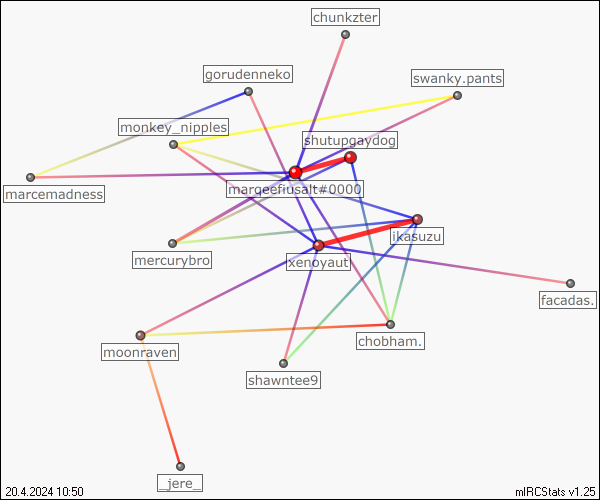 chunkzter
gorudenneko
swanky.pants
monkey_nipples
shutupgaydog
marcemadness
marqeefiusalt#0000
ikasuzu
mercurybro
xenoyaut
facadas.
chobham.
moonraven
shawntee9
_jere_
20.4.2024 10:50
mIRCStats v1.25